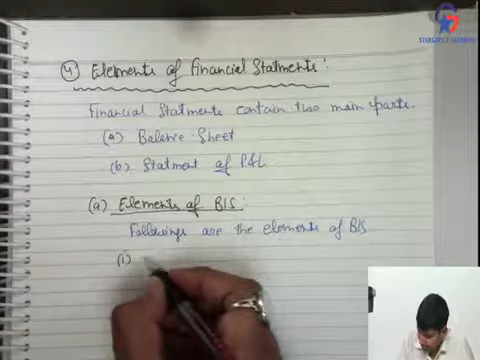 4) Elements of Financial Statments:
Financial Statments contain two main parts.
(a) Balance Sheet
(b) Statment of P&L
(a) Elements of B/S:
Followings are the elements of B/S
(i)